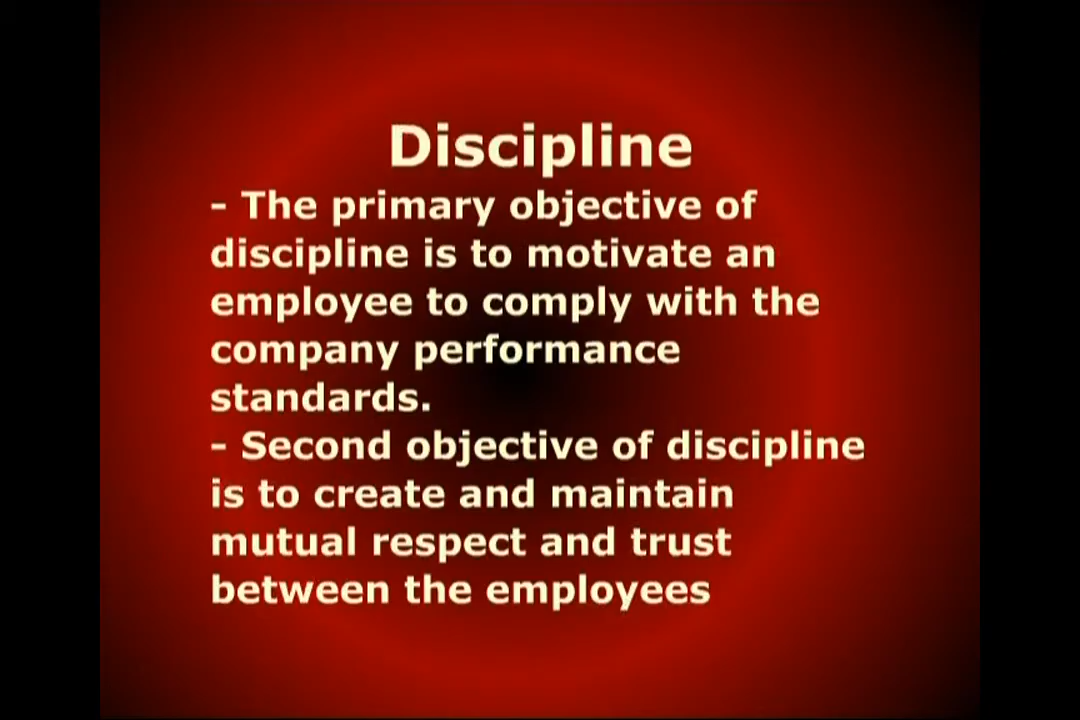 Discipline
- The primary objective of
discipline is to motivate an
employee to comply with the
company performance
standards.
- Second objective of discipline
is to create and maintain
mutual respect and trust
between the employees